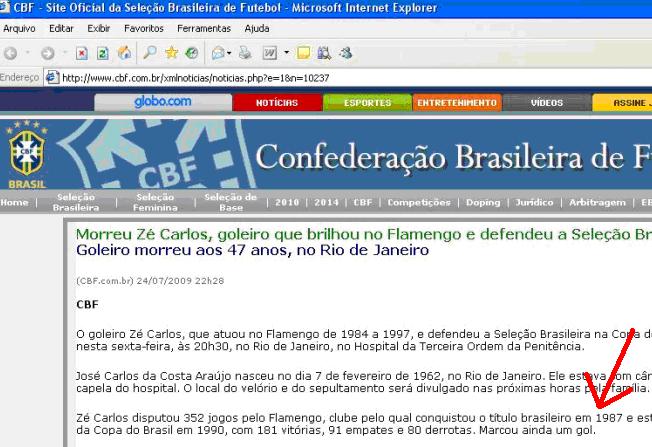 CBF - Site Oficial da Seleção Brasileira de Futebol - Microsoft Internet Explorer
Arquivo Editar Exibir Favoritos Ferramentas Ajuda
Endereço http://www.cbf.com.br/xmlnoticias/noticias.php?e=1&n=10237
globo.com NOTÍCIAS ESPORTES ENTRETENIMENTO VÍDEOS ASSINE
CBF
BRASIL
CBF
Confederação Brasileira de F
Home | Seleção Brasileira | Seleção Feminina | Seleção de Base | 2010 | 2014 | CBF | Competições | Doping | Jurídico | Arbitragem | E
Morreu Zé Carlos, goleiro que brilhou no Flamengo e defendeu a Seleção Br
Goleiro morreu aos 47 anos, no Rio de Janeiro
(CBF.com.br) 24/07/2009 22h28
CBF
O goleiro Zé Carlos, que atuou no Flamengo de 1984 a 1997, e defendeu a Seleção Brasileira na Copa d
nesta sexta-feira, às 20h30, no Rio de Janeiro, no Hospital da Terceira Ordem da Penitência.
José Carlos da Costa Araújo nasceu no dia 7 de fevereiro de 1962, no Rio de Janeiro. Ele estava com cân
capela do hospital. O local do velório e do sepultamento será divulgado nas próximas horas pela família.
Zé Carlos disputou 352 jogos pelo Flamengo, clube pelo qual conquistou o título brasileiro em 1987 e est
da Copa do Brasil em 1990, com 181 vitórias, 91 empates e 80 derrotas. Marcou ainda um gol.